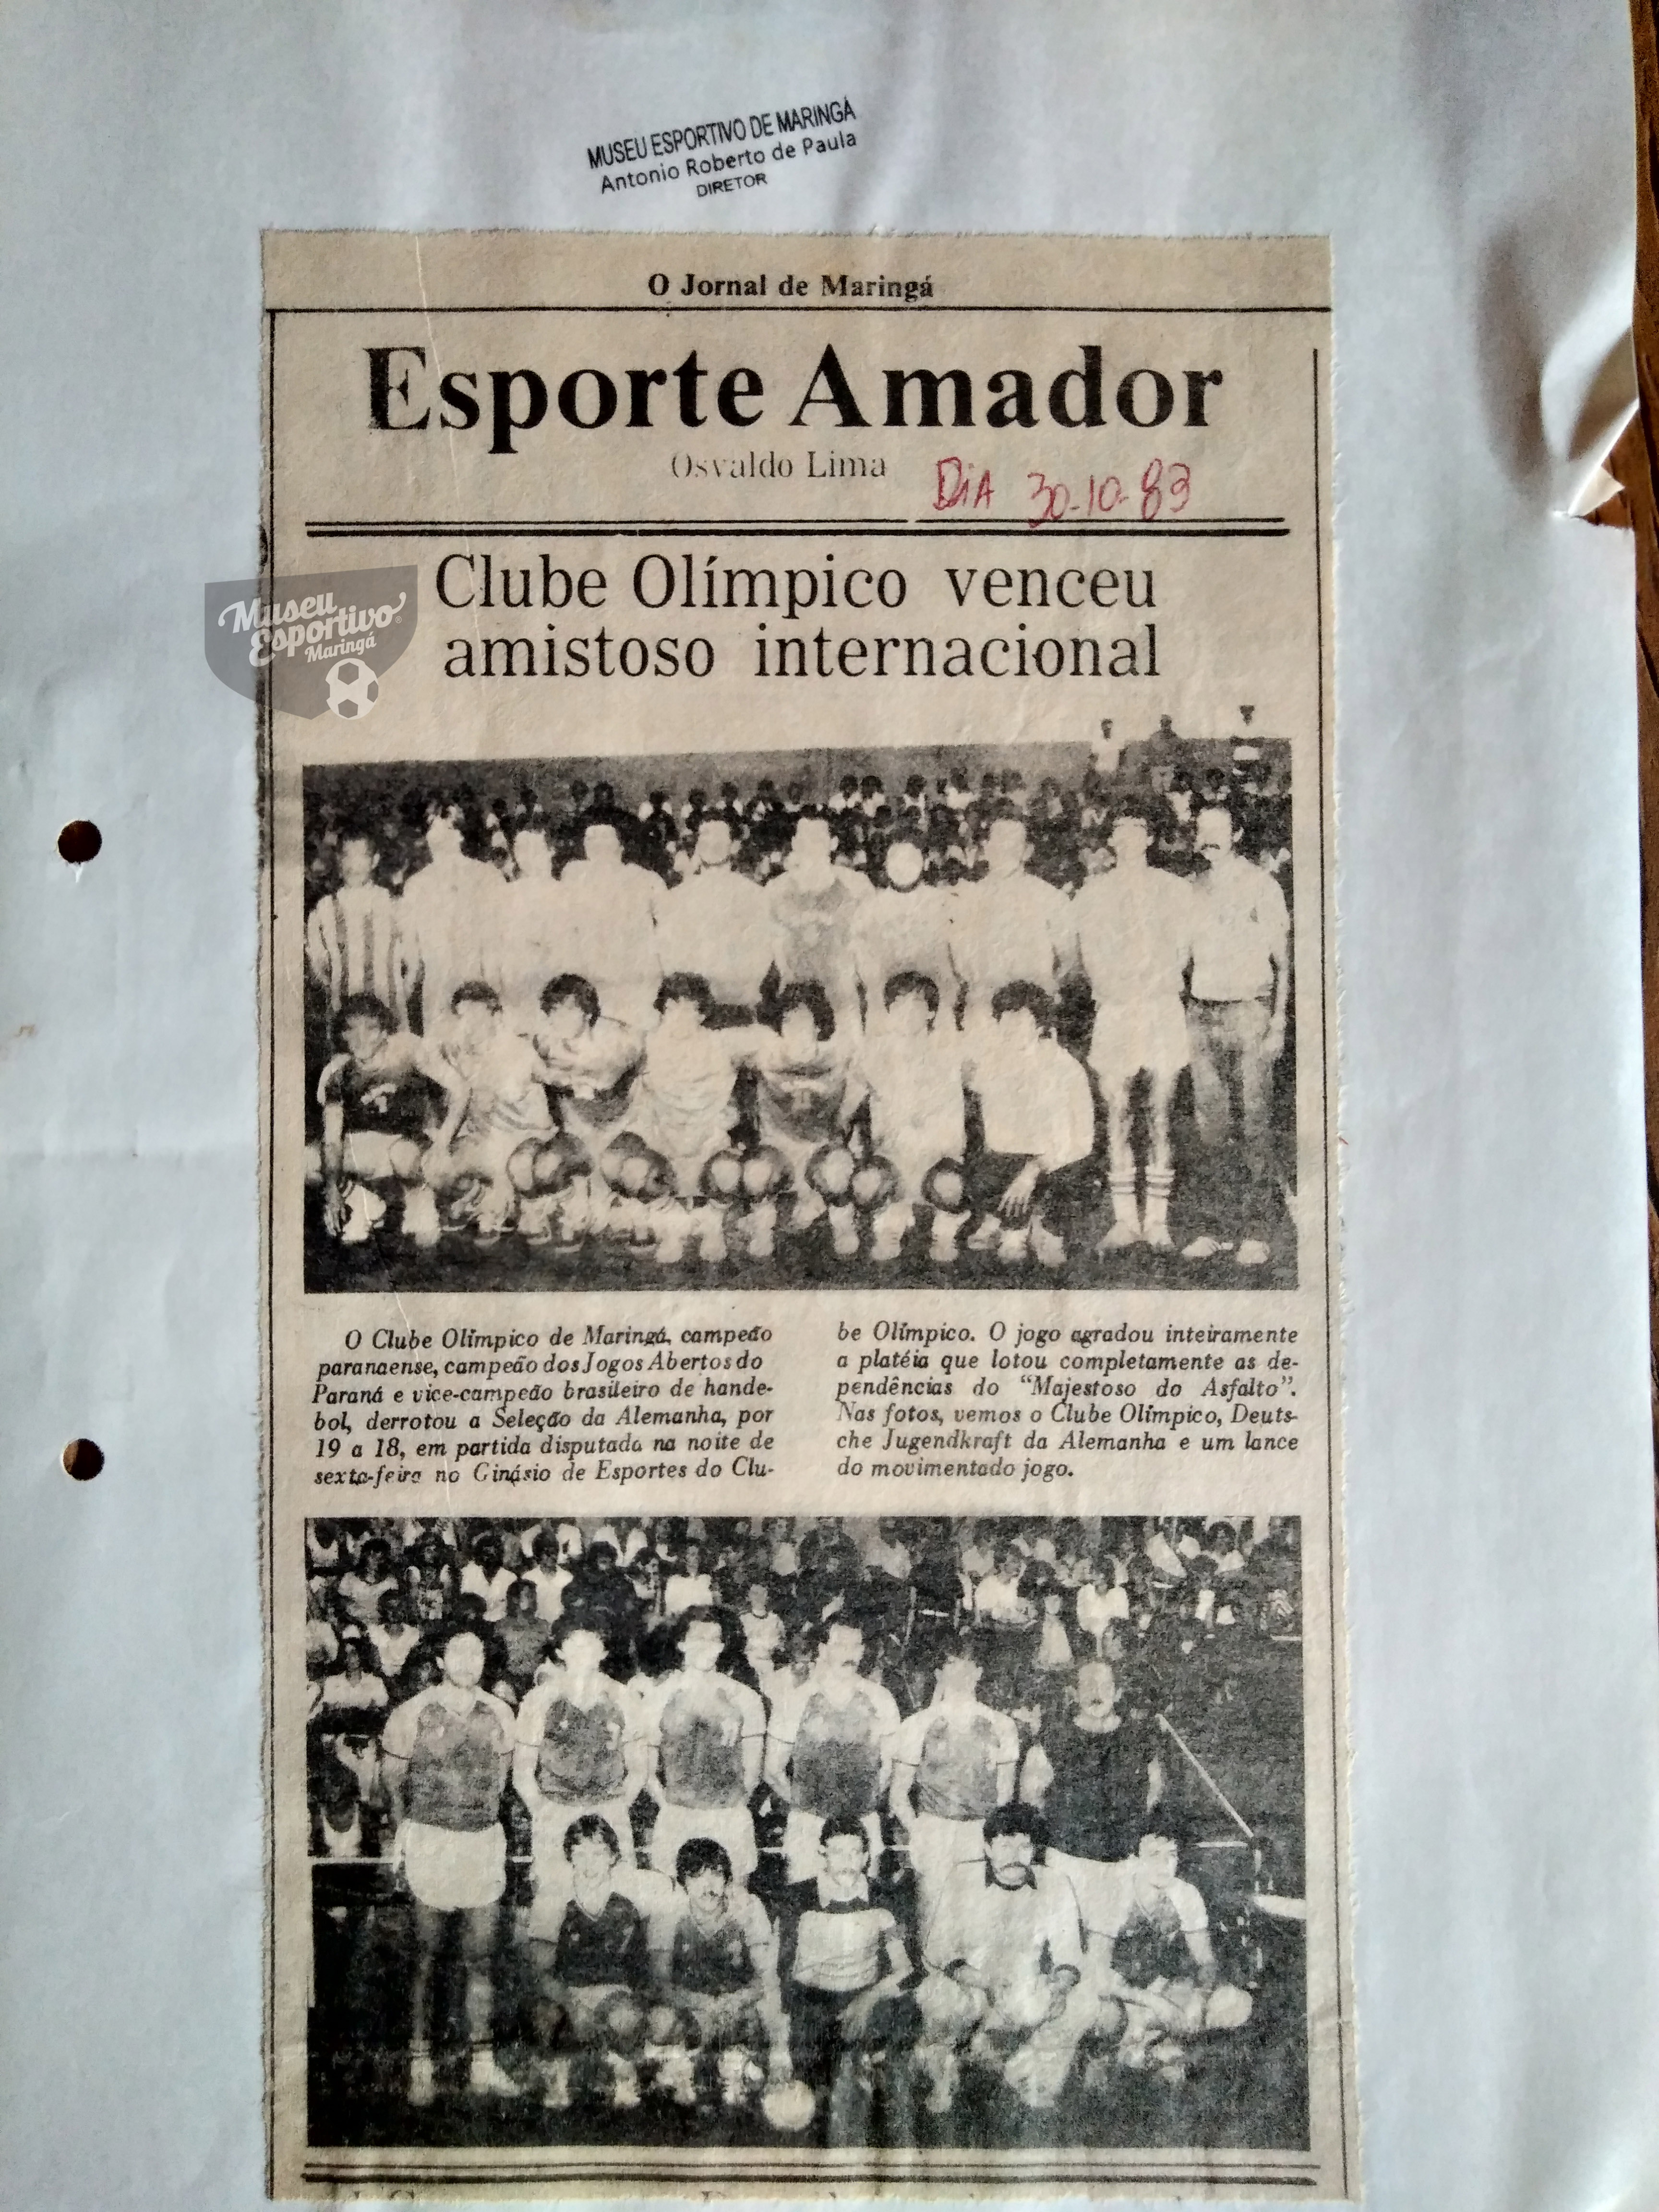 MUSEU ESPORTIVO DE MARINGÁ
Antonio Roberto de Paula
DIRETOR
O Jornal de Maringá
Esporte Amador
Osvaldo Lima
DiA 30-10-83
Clube Olímpico venceu
amistoso internacional
Museu
Esportivo
Maringá
O Clube Olímpico de Maringá, campeão
paranaense, campeão dos Jogos Abertos do
Paraná e vice-campeão brasileiro de hande-
bol, derrotou a Seleção da Alemanha, por
19 a 18, em partida disputada na noite de
sexta-feira no Ginásio de Esportes do Clu-
be Olímpico. O jogo agradou inteiramente
a platéia que lotou completamente as de-
pendências do “Majestoso do Asfalto”.
Nas fotos, vemos o Clube Olímpico, Deuts-
che Jugendkraft da Alemanha e um lance
do movimentado jogo.